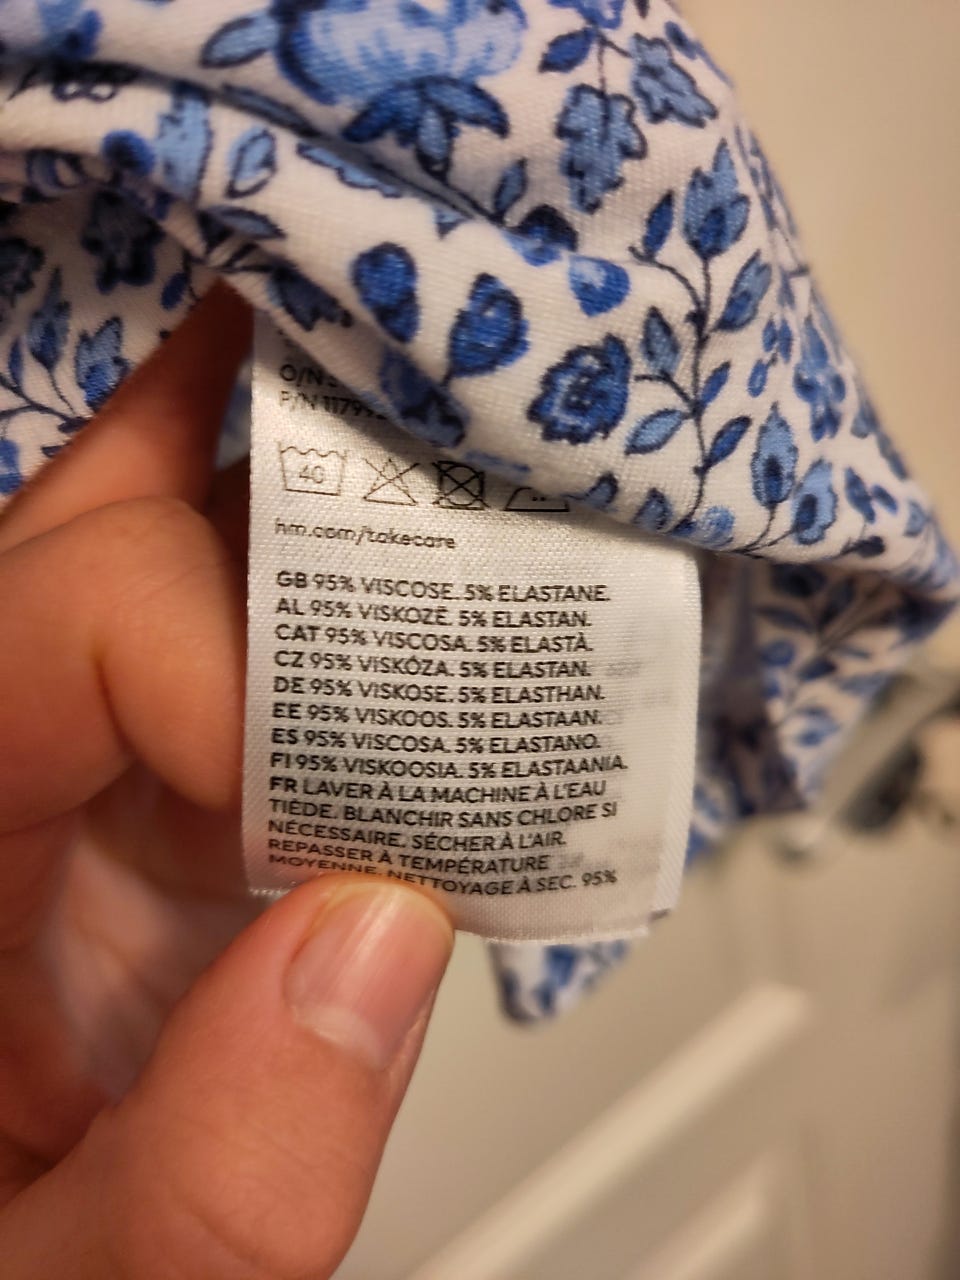 O/N
P/N 11799
40
hm.com/takecare
GB 95% VISCOSE. 5% ELASTANE.
AL 95% VISKOZË. 5% ELASTAN.
CAT 95% VISCOSA. 5% ELASTÀ.
CZ 95% VISKÓZA. 5% ELASTAN.
DE 95% VISKOSE. 5% ELASTHAN.
EE 95% VISKOOS. 5% ELASTAAN.
ES 95% VISCOSA. 5% ELASTANO.
FI 95% VISKOOSIA. 5% ELASTAANIA.
FR LAVER À LA MACHINE À L'EAU
TIÈDE. BLANCHIR SANS CHLORE SI
NÉCESSAIRE. SÉCHER À L'AIR.
REPASSER À TEMPÉRATURE
MOYENNE. NETTOYAGE À SEC. 95%